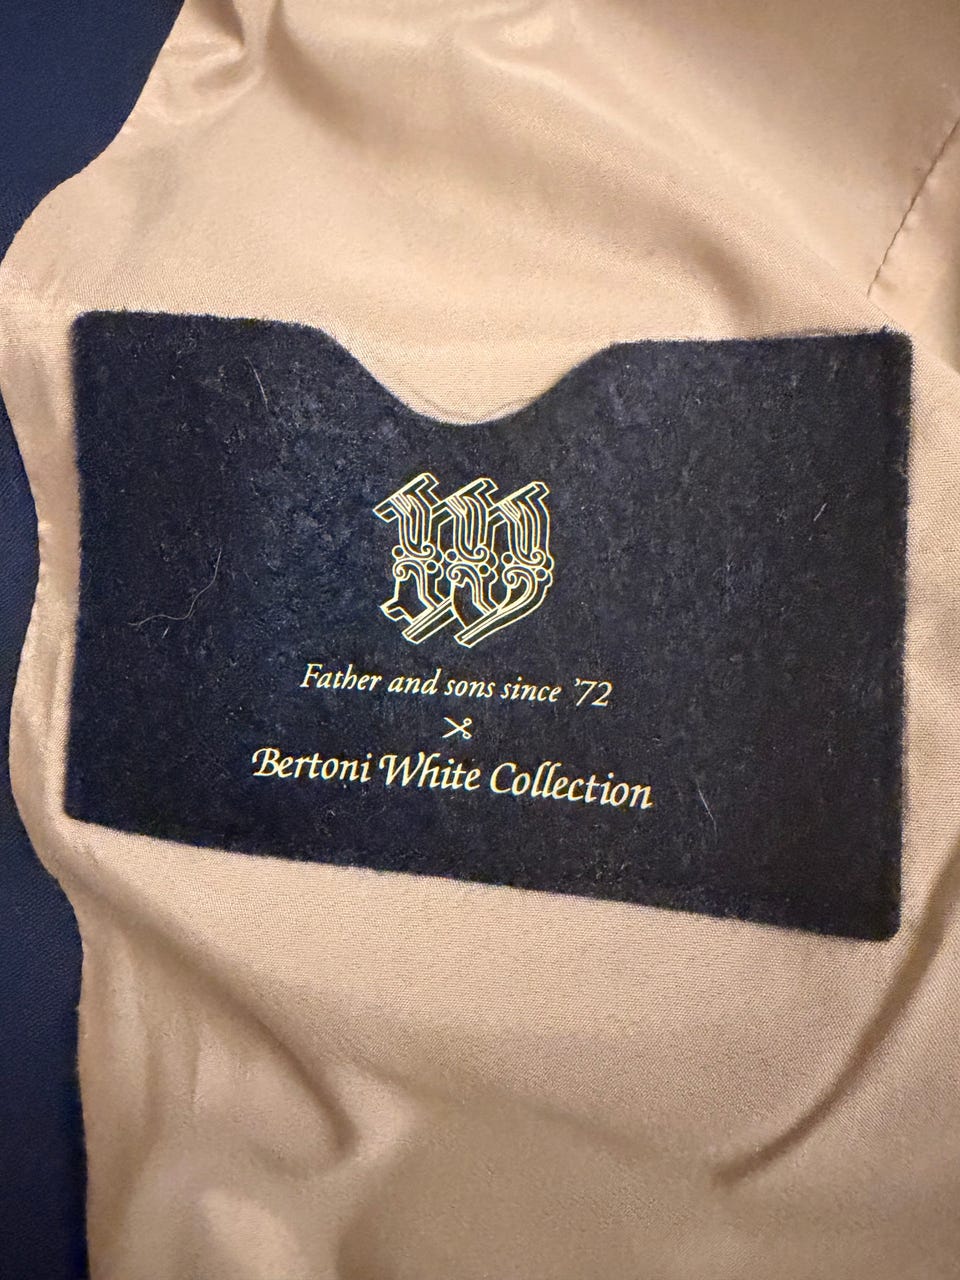 W
Father and sons since '72
Bertoni White Collection